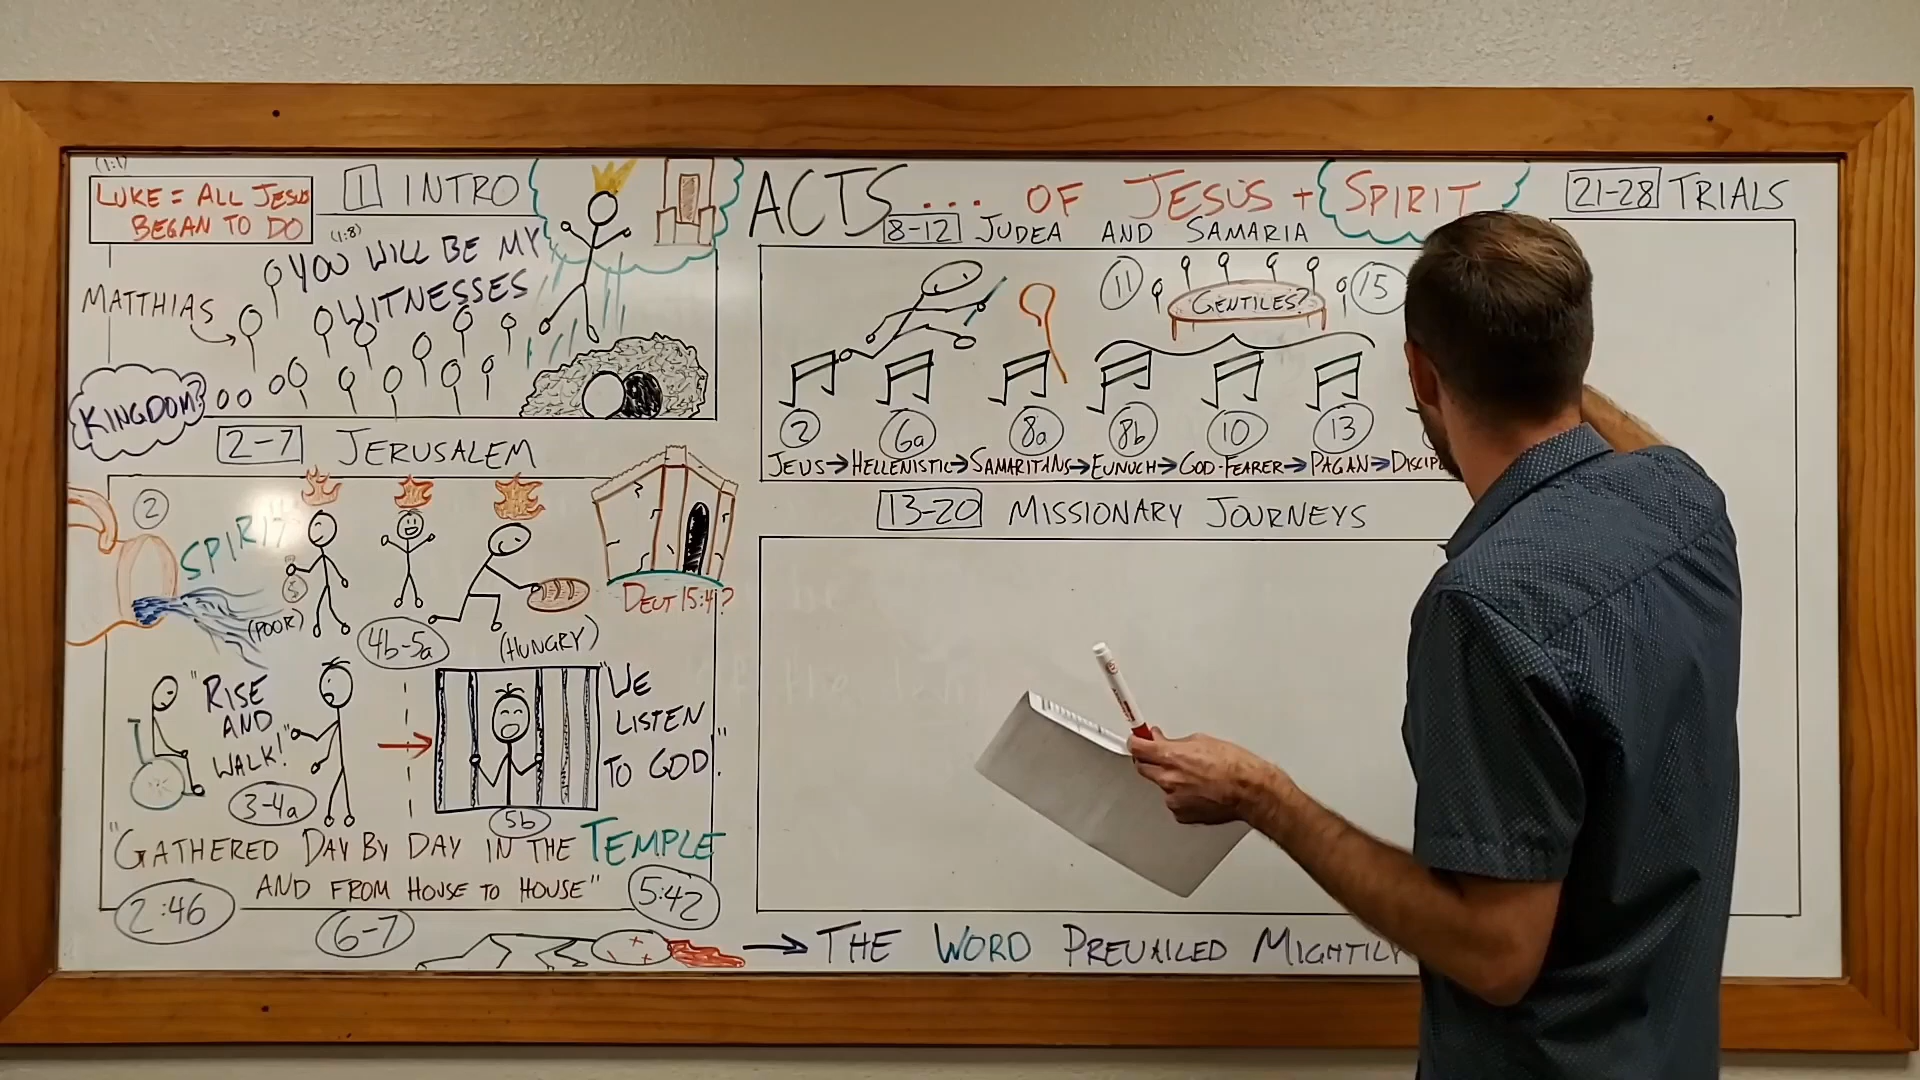 (1:1)
LUKE = ALL JESUS
BEGAN TO DO
1 INTRO
(1:8)
YOU WILL BE MY
WITNESSES
MATTHIAS
KINGDOM?
2-7 JERUSALEM
2
SPIRIT
$
(POOR)
4b-5a
(HUNGRY)
DEUT 15:4?
"RISE
AND
WALK!"
3-4a
5b
"WE
LISTEN
TO GOD."
"GATHERED DAY BY DAY IN THE TEMPLE
AND FROM HOUSE TO HOUSE"
2:46
5:42
6-7
ACTS... OF JESUS + SPIRIT
8-12 JUDEA AND SAMARIA
11
GENTILES?
15
2 6a 8a 8b 10 13
JEUS→HELLENISTIC→SAMARITANS→EUNUCH→GOD-FEARER→PAGAN→DISCIPL
13-20 MISSIONARY JOURNEYS
→ THE WORD PREVAILED MIGHTILY
21-28 TRIALS